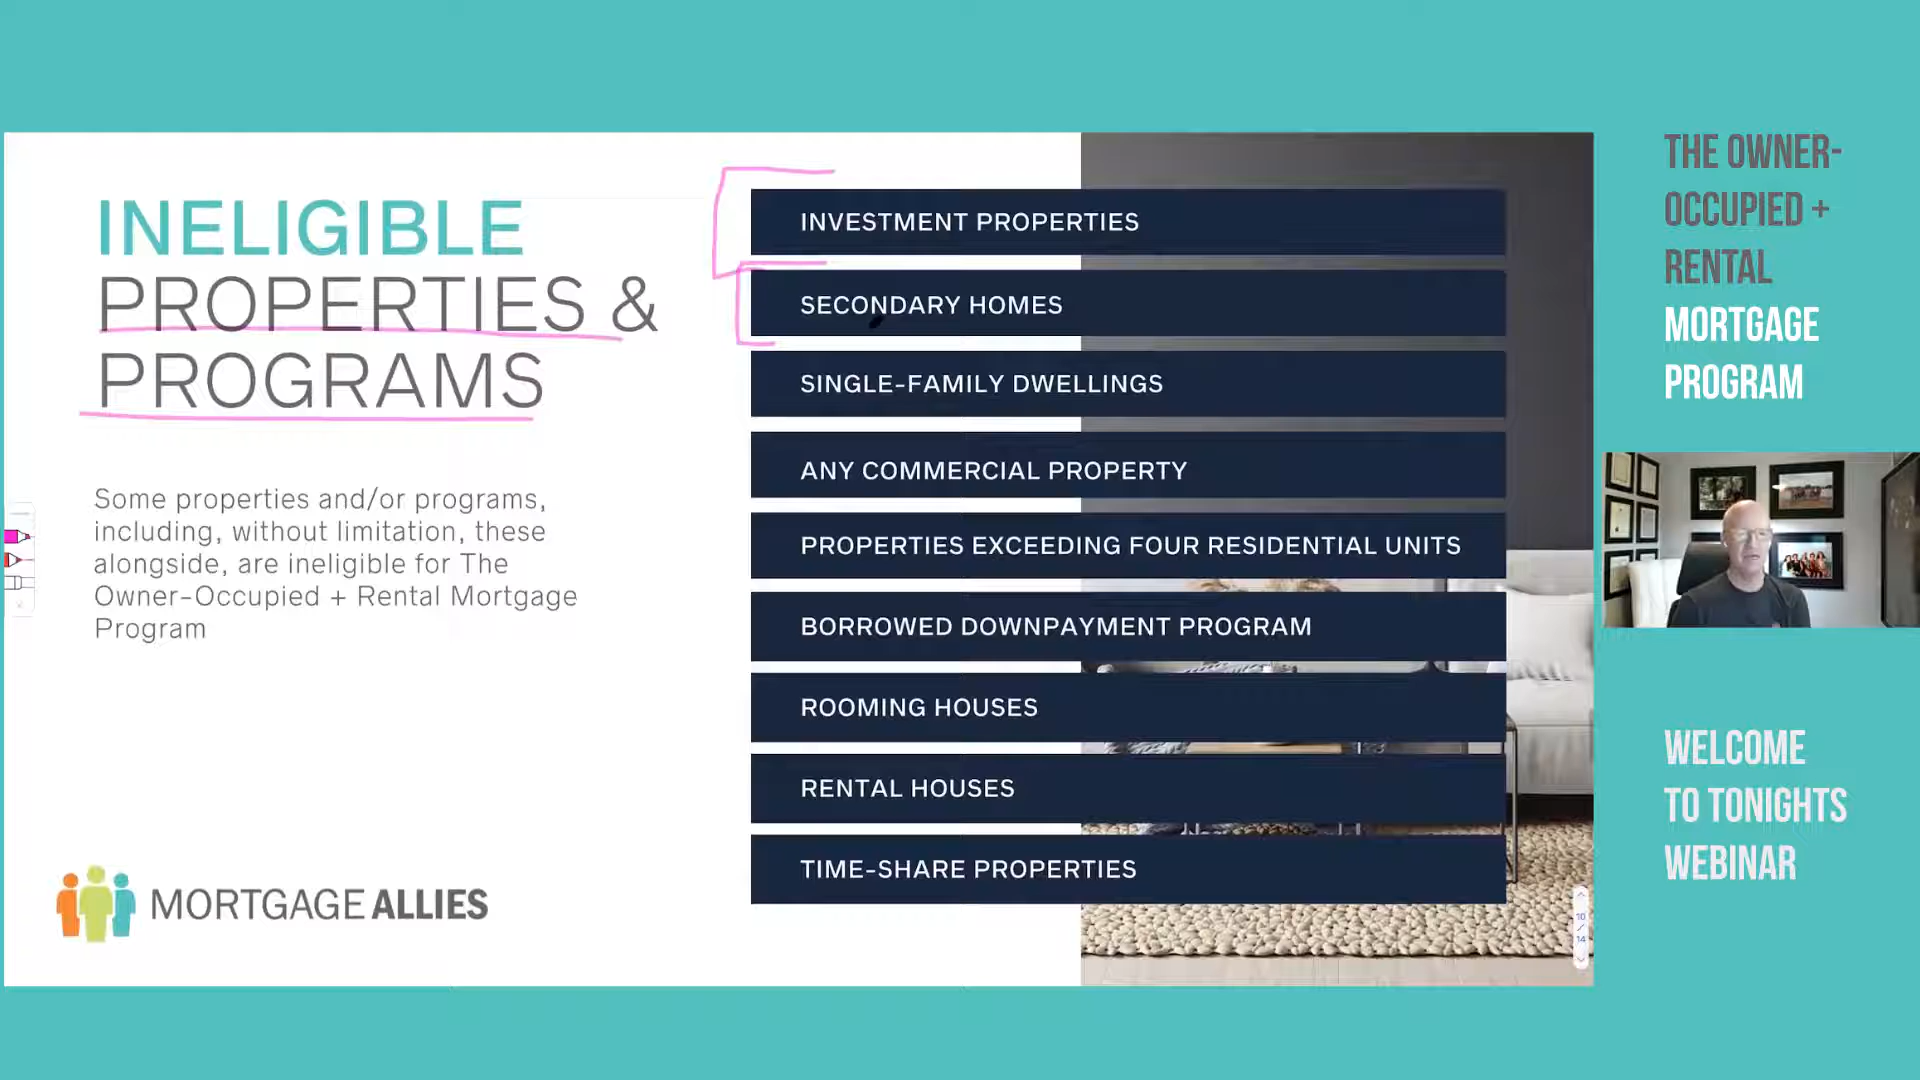 INELIGIBLE
PROPERTIES &
PROGRAMS
Some properties and/or programs,
including, without limitation, these
alongside, are ineligible for The
Owner-Occupied + Rental Mortgage
Program
MORTGAGE ALLIES
INVESTMENT PROPERTIES
SECONDARY HOMES
SINGLE-FAMILY DWELLINGS
ANY COMMERCIAL PROPERTY
PROPERTIES EXCEEDING FOUR RESIDENTIAL UNITS
BORROWED DOWNPAYMENT PROGRAM
ROOMING HOUSES
RENTAL HOUSES
TIME-SHARE PROPERTIES
10
/
14
THE OWNER-
OCCUPIED +
RENTAL
MORTGAGE
PROGRAM
WELCOME
TO TONIGHTS
WEBINAR